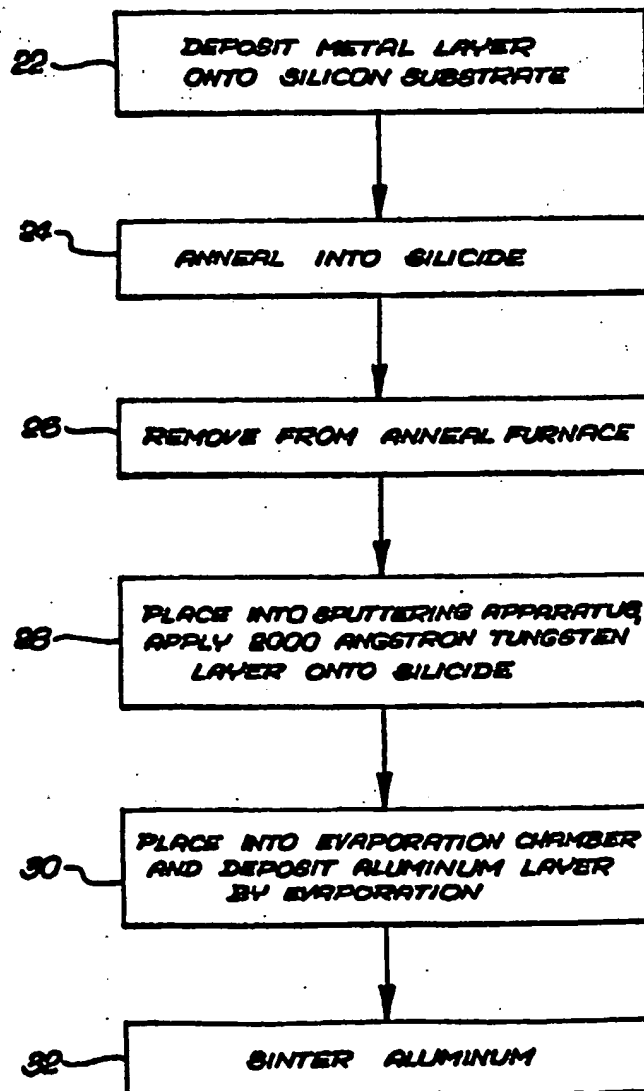 22
DEPOSIT METAL LAYER
ONTO SILICON SUBSTRATE
24
ANNEAL INTO SILICIDE
26
REMOVE FROM ANNEAL FURNACE
28
PLACE INTO SPUTTERING APPARATUS,
APPLY 2000 ANGSTRON TUNGSTEN
LAYER ONTO SILICIDE
30
PLACE INTO EVAPORATION CHAMBER
AND DEPOSIT ALUMINUM LAYER
BY EVAPORATION
32
SINTER ALUMINUM